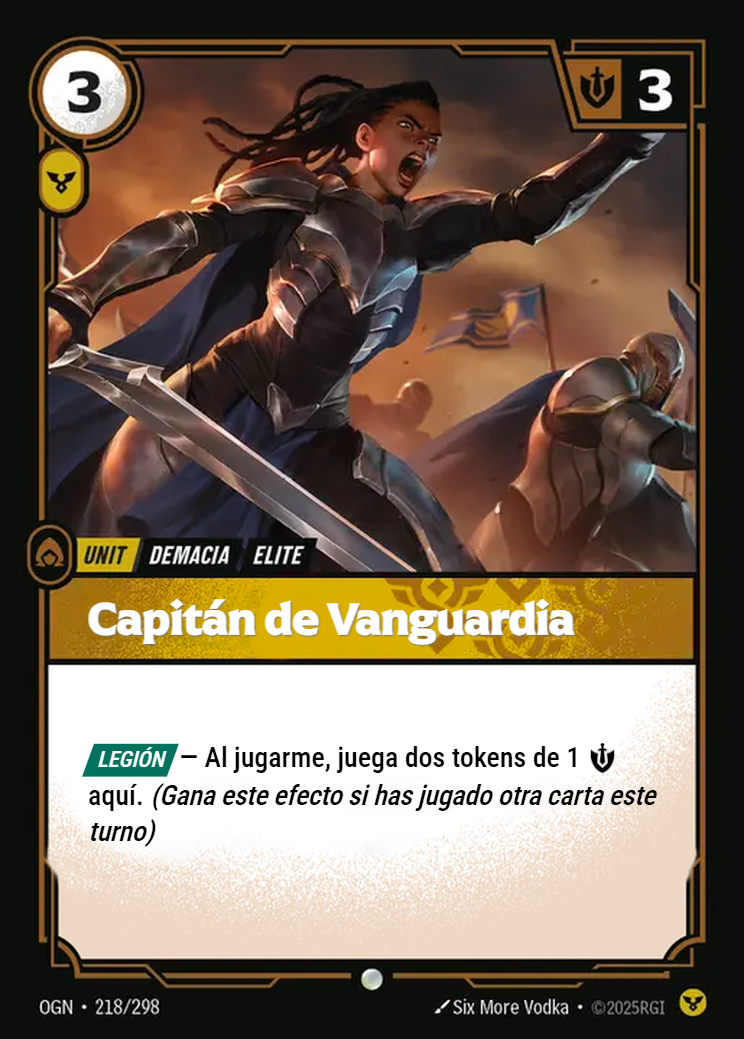 3
3
UNIT DEMACIA ELITE
Capitán de Vanguardia
LEGIÓN — Al jugarme, juega dos tokens de 1
aquí. (Gana este efecto si has jugado otra carta este
turno)
OGN • 218/298
Six More Vodka • ©2025RGI